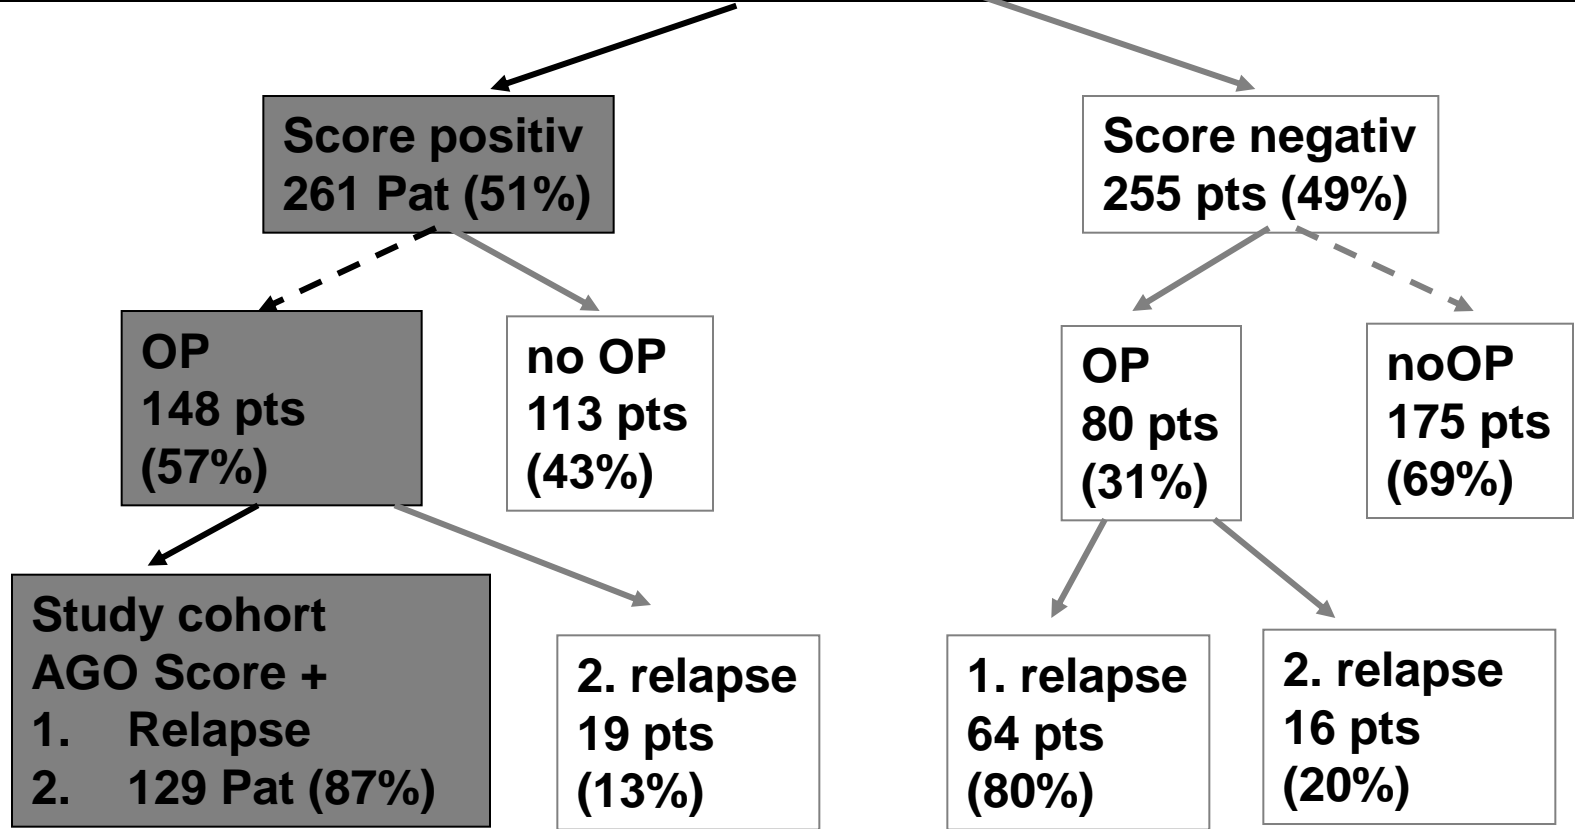 Score positiv
261 Pat (51%)
Score negativ
255 pts (49%)
OP
148 pts
(57%)
no OP
113 pts
(43%)
OP
80 pts
(31%)
noOP
175 pts
(69%)
Study cohort
AGO Score +
1. Relapse
2. 129 Pat (87%)
2. relapse
19 pts
(13%)
1. relapse
64 pts
(80%)
2. relapse
16 pts
(20%)